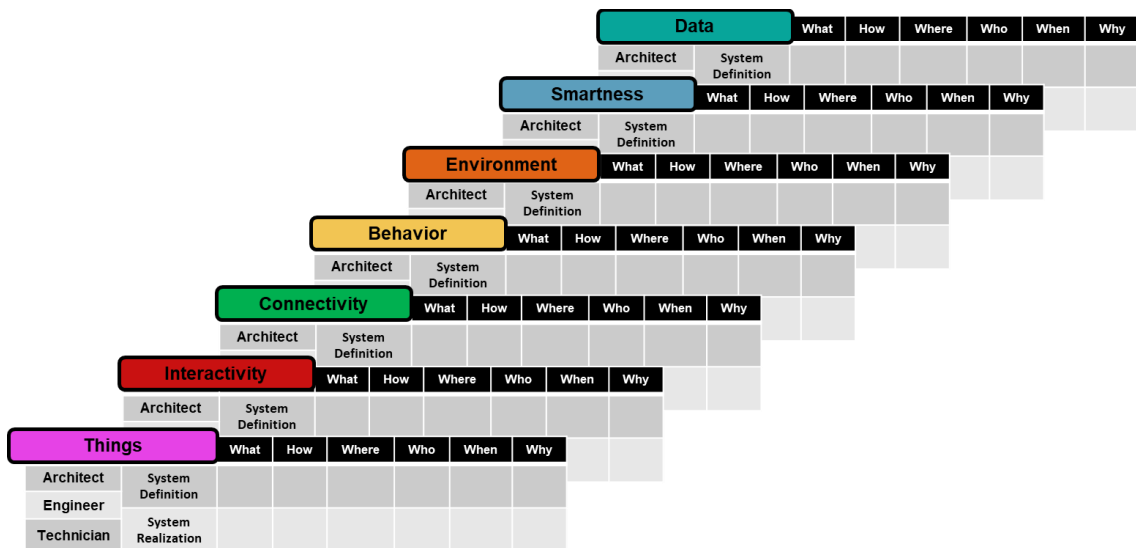 Data What How Where Who When Why
Architect System
Definition
Smartness What How Where Who When Why
Architect System
Definition
Environment What How Where Who When Why
Architect System
Definition
Behavior What How Where Who When Why
Architect System
Definition
Connectivity What How Where Who When Why
Architect System
Definition
Interactivity What How Where Who When Why
Architect System
Definition
Things What How Where Who When Why
Architect System
Definition
Engineer
Technician System
Realization